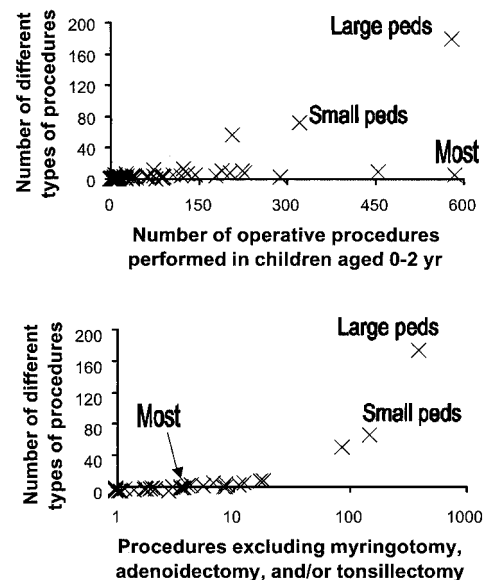 Number of different
types of procedures
200
160
120
80
40
0
Large peds
Small peds
Most
0
150
300
450
600
Number of operative procedures
performed in children aged 0-2 yr
Number of different
types of procedures
200
160
120
80
40
0
Large peds
Small peds
Most
1
10
100
1000
Procedures excluding myringotomy,
adenoidectomy, and/or tonsillectomy